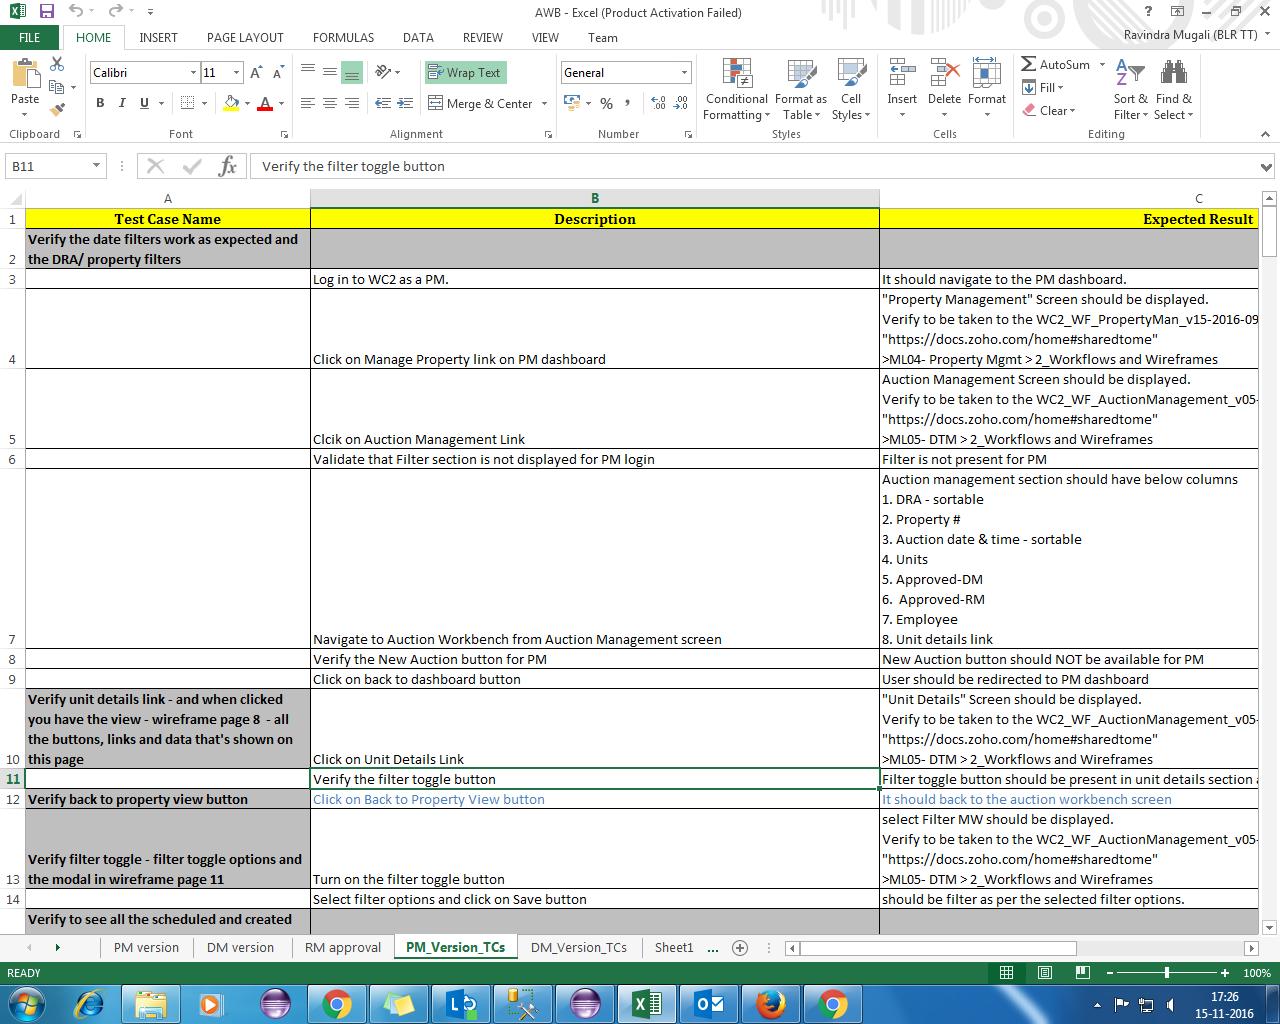 AWB - Excel (Product Activation Failed)
?
FILE HOME INSERT PAGE LAYOUT FORMULAS DATA REVIEW VIEW Team
Ravindra Mugali (BLR TT)
Paste
Clipboard
Calibri 11
B I U
A A
A
Font
Wrap Text
Merge & Center
Alignment
General
% ,
Number
Conditional Formatting
Format as Table
Cell Styles
Styles
Insert Delete Format
Cells
AutoSum
Fill
Clear
Sort & Filter
Find & Select
Editing
B11 fx Verify the filter toggle button
A B C
1 Test Case Name Description Expected Result
2 Verify the date filters work as expected and
the DRA/ property filters
3 Log in to WC2 as a PM. It should navigate to the PM dashboard.
"Property Management" Screen should be displayed.
Verify to be taken to the WC2_WF_PropertyMan_v15-2016-09
"https://docs.zoho.com/home#sharedtome"
4 Click on Manage Property link on PM dashboard >ML04- Property Mgmt > 2_Workflows and Wireframes
Auction Management Screen should be displayed.
Verify to be taken to the WC2_WF_AuctionManagement_v05-
"https://docs.zoho.com/home#sharedtome"
5 Clcik on Auction Management Link >ML05- DTM > 2_Workflows and Wireframes
6 Validate that Filter section is not displayed for PM login Filter is not present for PM
Auction management section should have below columns
1. DRA - sortable
2. Property #
3. Auction date & time - sortable
4. Units
5. Approved-DM
6. Approved-RM
7. Employee
7 Navigate to Auction Workbench from Auction Management screen 8. Unit details link
8 Verify the New Auction button for PM New Auction button should NOT be available for PM
9 Click on back to dashboard button User should be redirected to PM dashboard
Verify unit details link - and when clicked "Unit Details" Screen should be displayed.
you have the view - wireframe page 8 - all Verify to be taken to the WC2_WF_AuctionManagement_v05-
the buttons, links and data that's shown on "https://docs.zoho.com/home#sharedtome"
10 this page Click on Unit Details Link >ML05- DTM > 2_Workflows and Wireframes
11 Verify the filter toggle button Filter toggle button should be present in unit details section
12 Verify back to property view button Click on Back to Property View button It should back to the auction workbench screen
select Filter MW should be displayed.
Verify to be taken to the WC2_WF_AuctionManagement_v05-
Verify filter toggle - filter toggle options and "https://docs.zoho.com/home#sharedtome"
13 the modal in wireframe page 11 Turn on the filter toggle button >ML05- DTM > 2_Workflows and Wireframes
14 Select filter options and click on Save button should be filter as per the selected filter options.
Verify to see all the scheduled and created
PM version DM version RM approval PM_Version_TCs DM_Version_TCs Sheet1 ...
READY 100%
17:26
15-11-2016